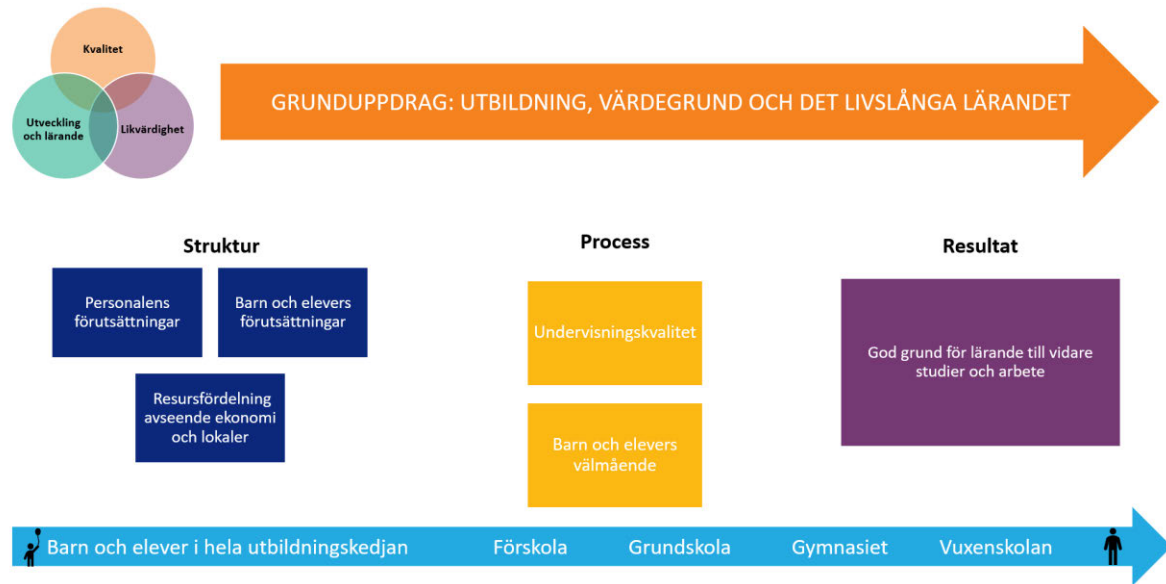 Kvalitet
Utveckling
och lärande
Likvärdighet
GRUNDUPPDRAG: UTBILDNING, VÄRDEGRUND OCH DET LIVSLÅNGA LÄRANDET
Struktur
Personalens
förutsättningar
Barn och elevers
förutsättningar
Resursfördelning
avseende ekonomi
och lokaler
Process
Undervisningskvalitet
Barn och elevers
välmående
Resultat
God grund för lärande till vidare
studier och arbete
Barn och elever i hela utbildningskedjan Förskola Grundskola Gymnasiet Vuxenskolan